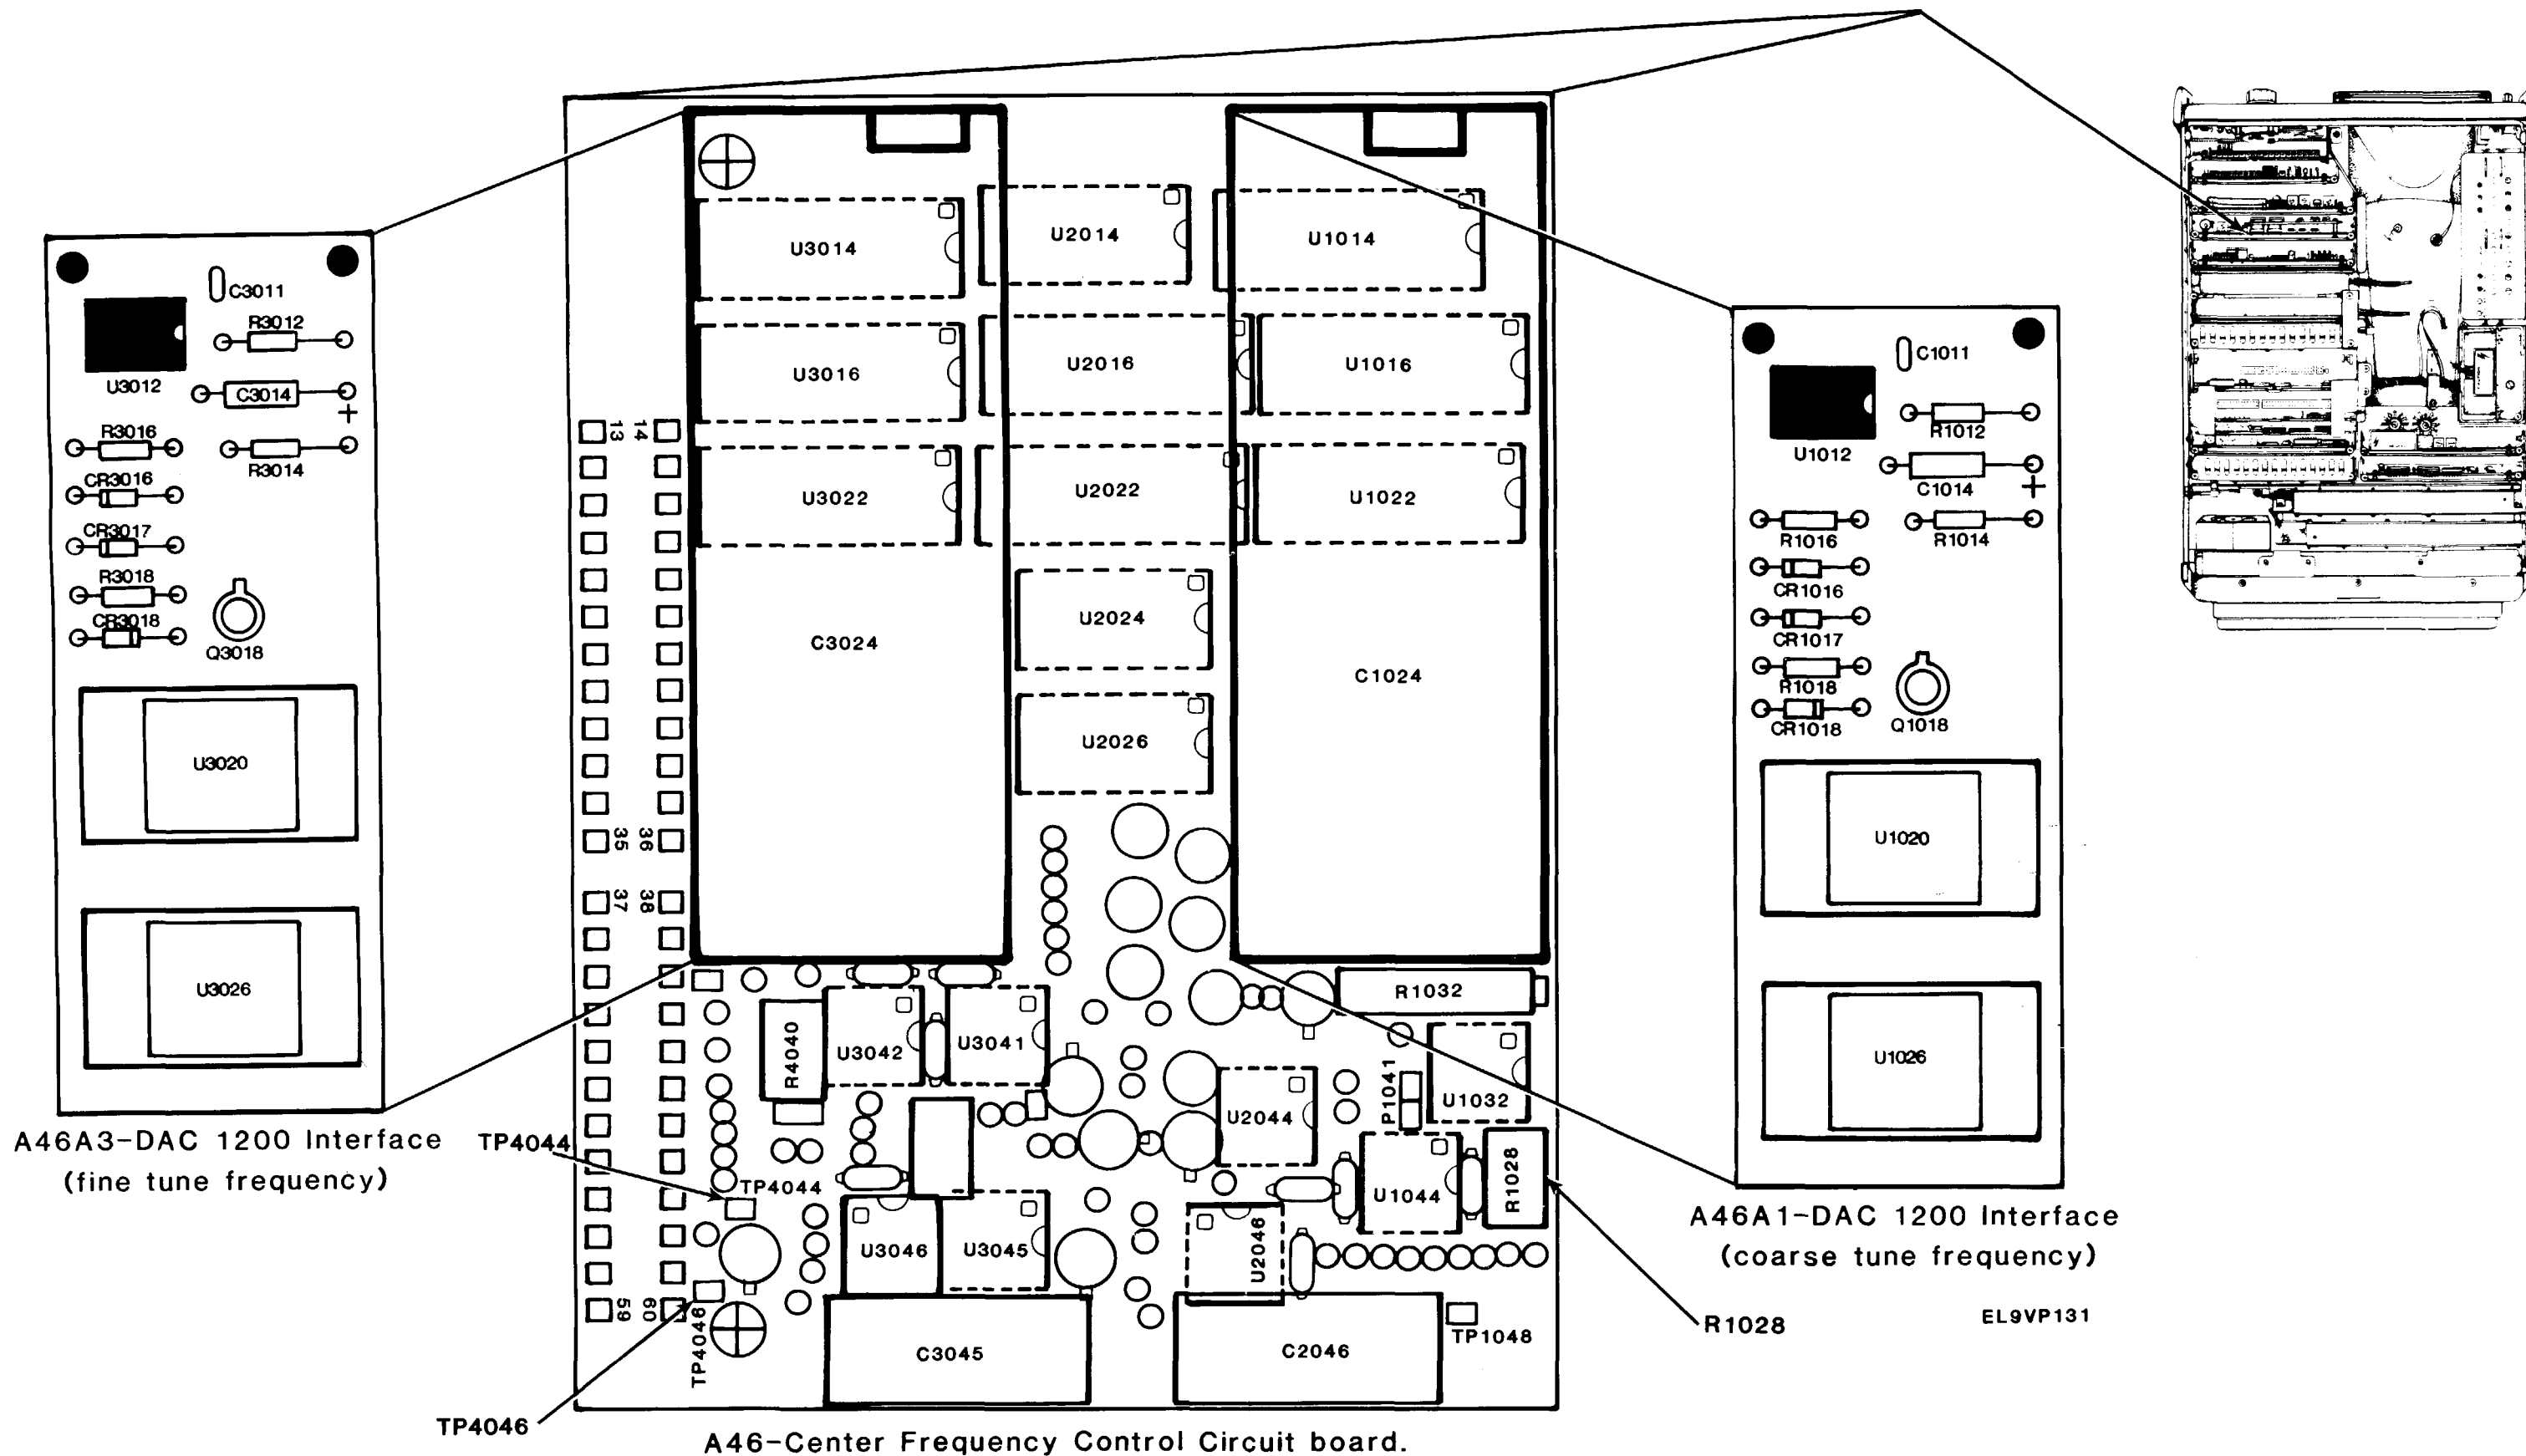 C3011
R3012
U3012
C3014
+
R3016
R3014
CR3016
CR3017
R3018
CR3018
Q3018
U3020
U3026
A46A3-DAC 1200 Interface
(fine tune frequency)
U3014
U2014
U1014
U3016
U2016
U1016
13 14
U3022
U2022
U1022
U2024
C3024
C1024
U2026
35 36
37 38
R1032
R4040
U3042
U3041
P1041
U1032
U2044
TP4044
TP4044
U1044
R1028
U3046
U3045
U2046
59 60
TP4046
C3045
C2046
TP1048
R1028
TP4046
A46-Center Frequency Control Circuit board.
C1011
R1012
U1012
C1014
+
R1016
R1014
CR1016
CR1017
R1018
CR1018
Q1018
U1020
U1026
A46A1-DAC 1200 Interface
(coarse tune frequency)
EL9VP131